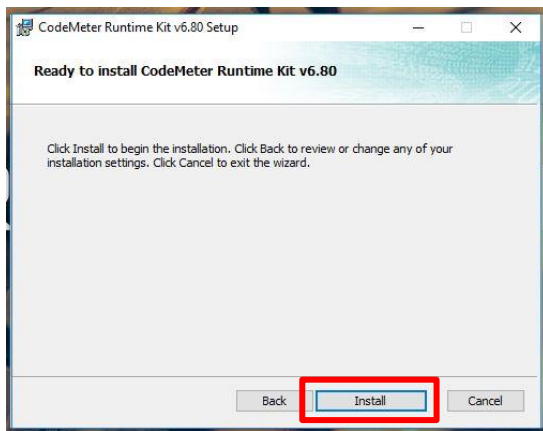 CodeMeter Runtime Kit v6.80 Setup
Ready to install CodeMeter Runtime Kit v6.80
Click Install to begin the installation. Click Back to review or change any of your
installation settings. Click Cancel to exit the wizard.
Back Install Cancel